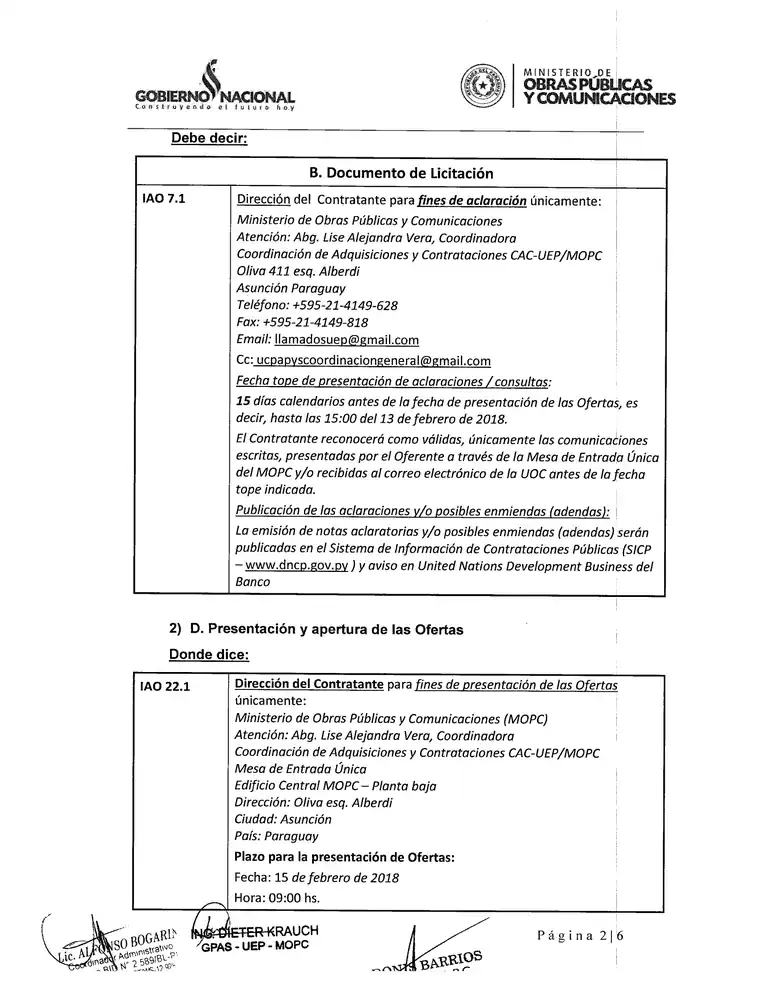 GOBIERNO NACIONAL
Construyendo el futuro hoy
MINISTERIO DE
OBRAS PÚBLICAS
Y COMUNICACIONES
Debe decir:
B. Documento de Licitación
IAO 7.1
Dirección del Contratante para fines de aclaración únicamente:
Ministerio de Obras Públicas y Comunicaciones
Atención: Abg. Lise Alejandra Vera, Coordinadora
Coordinación de Adquisiciones y Contrataciones CAC-UEP/MOPC
Oliva 411 esq. Alberdi
Asunción Paraguay
Teléfono: +595-21-4149-628
Fax: +595-21-4149-818
Email: llamadosuep@gmail.com
Cc: ucpapyscoordinaciongeneral@gmail.com
Fecha tope de presentación de aclaraciones / consultas:
15 días calendarios antes de la fecha de presentación de las Ofertas, es
decir, hasta las 15:00 del 13 de febrero de 2018.
El Contratante reconocerá como válidas, únicamente las comunicaciones
escritas, presentadas por el Oferente a través de la Mesa de Entrada Única
del MOPC y/o recibidas al correo electrónico de la UOC antes de la fecha
tope indicada.
Publicación de las aclaraciones y/o posibles enmiendas (adendas):
La emisión de notas aclaratorias y/o posibles enmiendas (adendas) serán
publicadas en el Sistema de Información de Contrataciones Públicas (SICP
– www.dncp.gov.py ) y aviso en United Nations Development Business del
Banco
2) D. Presentación y apertura de las Ofertas
Donde dice:
IAO 22.1
Dirección del Contratante para fines de presentación de las Ofertas
únicamente:
Ministerio de Obras Públicas y Comunicaciones (MOPC)
Atención: Abg. Lise Alejandra Vera, Coordinadora
Coordinación de Adquisiciones y Contrataciones CAC-UEP/MOPC
Mesa de Entrada Única
Edificio Central MOPC – Planta baja
Dirección: Oliva esq. Alberdi
Ciudad: Asunción
País: Paraguay
Plazo para la presentación de Ofertas:
Fecha: 15 de febrero de 2018
Hora: 09:00 hs.
Lic. ALFONSO BOGARIN
Coordinador Administrativo
ING. DIETER KRAUCH
GPAS - UEP - MOPC
BARRIOS
Página 2|6